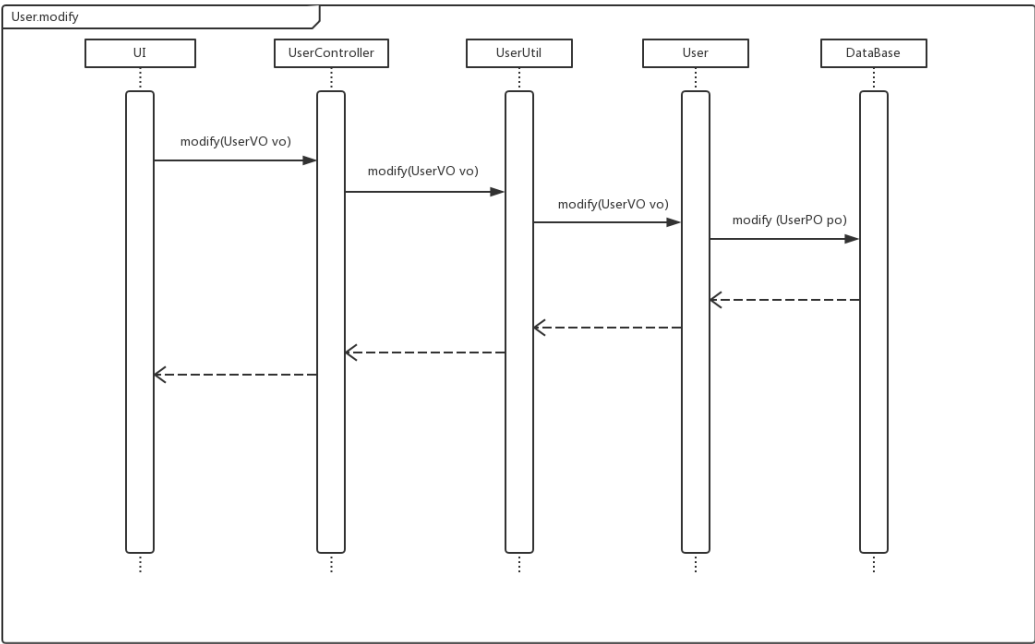 User.modify
UI
UserController
UserUtil
User
DataBase
modify(UserVO vo)
modify(UserVO vo)
modify(UserVO vo)
modify (UserPO po)